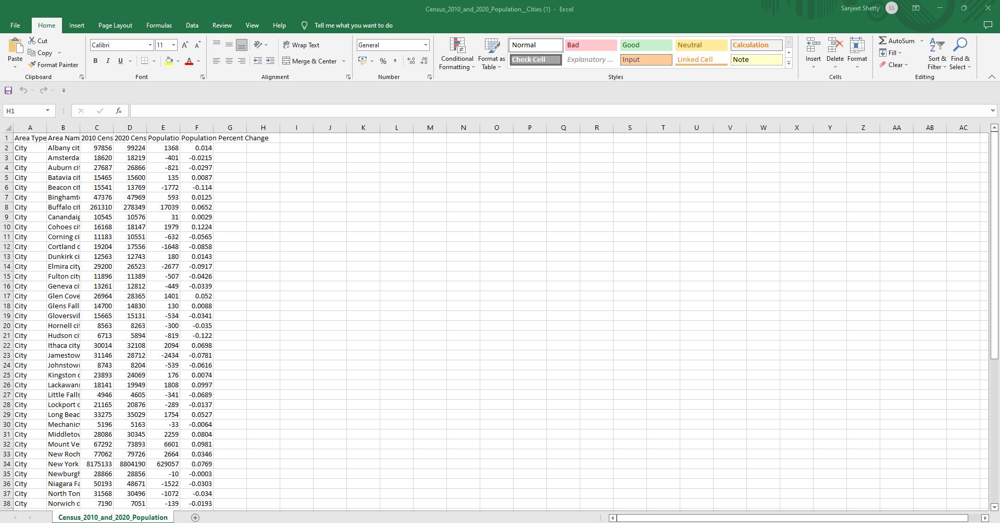 Census_2010_and_2020_Population__Cities (1) - Excel
Sanjeet Shetty SS
File Home Insert Page Layout Formulas Data Review View Help Tell me what you want to do
Paste
Cut
Copy
Format Painter
Clipboard
Calibri 11
B I U
Font
Wrap Text
Merge & Center
Alignment
General
Number
Conditional Formatting
Format as Table
Normal Bad Good Neutral Calculation
Check Cell Explanatory ... Input Linked Cell Note
Styles
Insert Delete Format
Cells
AutoSum
Fill
Clear
Sort & Filter
Find & Select
Editing
H1
fx
A B C D E F G H I J K L M N O P Q R S T U V W X Y Z AA AB AC
1 Area Type Area Nam 2010 Cens 2020 Cens Populatio Population Percent Change
2 City Albany cit 97856 99224 1368 0.014
3 City Amsterda 18620 18219 -401 -0.0215
4 City Auburn cit 27687 26866 -821 -0.0297
5 City Batavia cit 15465 15600 135 0.0087
6 City Beacon cit 15541 13769 -1772 -0.114
7 City Binghamt 47376 47969 593 0.0125
8 City Buffalo cit 261310 278349 17039 0.0652
9 City Canandaig 10545 10576 31 0.0029
10 City Cohoes cit 16168 18147 1979 0.1224
11 City Corning ci 11183 10551 -632 -0.0565
12 City Cortland c 19204 17556 -1648 -0.0858
13 City Dunkirk ci 12563 12743 180 0.0143
14 City Elmira city 29200 26523 -2677 -0.0917
15 City Fulton city 11896 11389 -507 -0.0426
16 City Geneva ci 13261 12812 -449 -0.0339
17 City Glen Cove 26964 28365 1401 0.052
18 City Glens Fall 14700 14830 130 0.0088
19 City Gloversvil 15665 15131 -534 -0.0341
20 City Hornell cit 8563 8263 -300 -0.035
21 City Hudson ci 6713 5894 -819 -0.122
22 City Ithaca city 30014 32108 2094 0.0698
23 City Jamestow 31146 28712 -2434 -0.0781
24 City Johnstow 8743 8204 -539 -0.0616
25 City Kingston c 23893 24069 176 0.0074
26 City Lackawan 18141 19949 1808 0.0997
27 City Little Falls 4946 4605 -341 -0.0689
28 City Lockport c 21165 20876 -289 -0.0137
29 City Long Beac 33275 35029 1754 0.0527
30 City Mechanic 5196 5163 -33 -0.0064
31 City Middletow 28086 30345 2259 0.0804
32 City Mount Ve 67292 73893 6601 0.0981
33 City New Roch 77062 79726 2664 0.0346
34 City New York 8175133 8804190 629057 0.0769
35 City Newburgh 28866 28856 -10 -0.0003
36 City Niagara Fa 50193 48671 -1522 -0.0303
37 City North Ton 31568 30496 -1072 -0.034
38 City Norwich c 7190 7051 -139 -0.0193
Census_2010_and_2020_Population